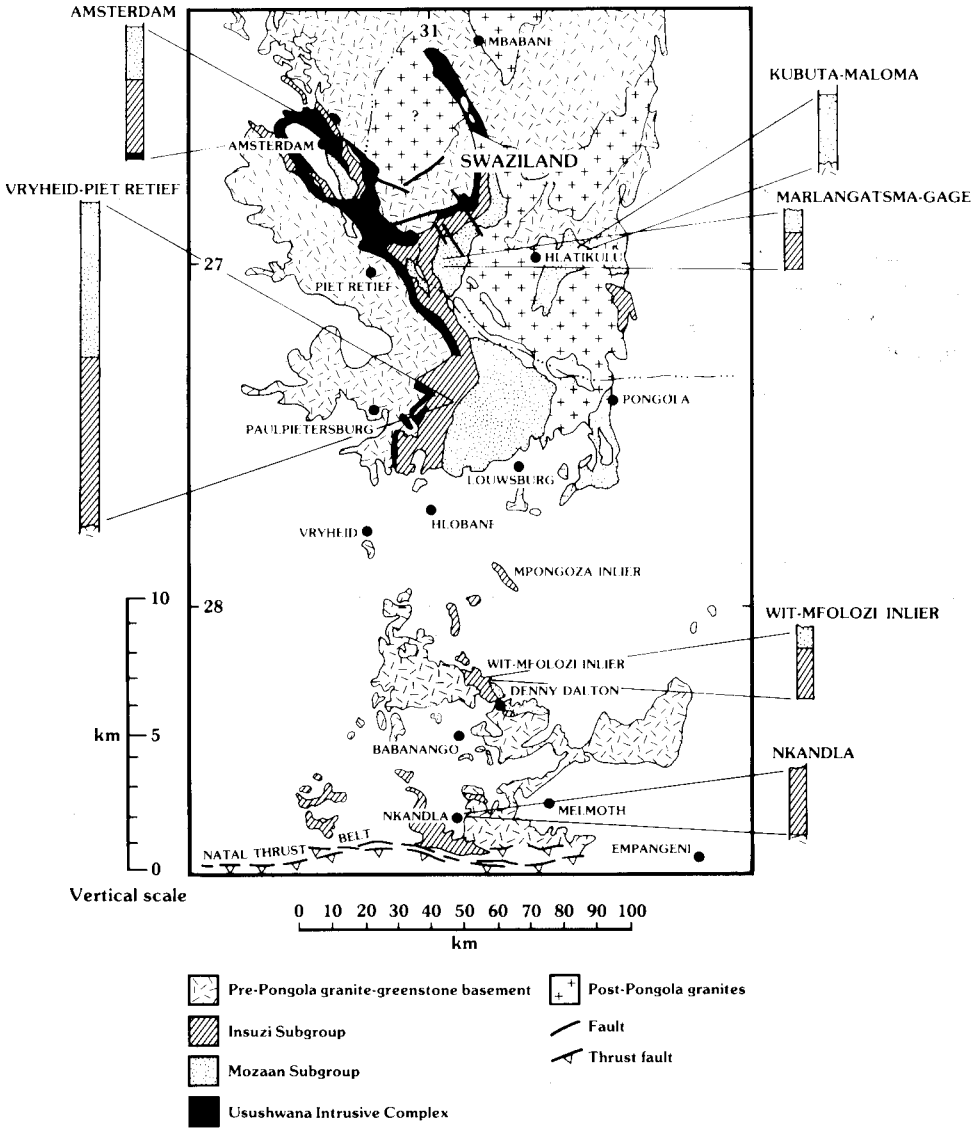 AMSTERDAM
31
MBABANE
KUBUTA-MALOMA
?
AMSTERDAM
SWAZILAND
VRYHEID-PIET RETIEF
MARLANGATSMA-GAGE
HLATIKULU
27
PIET RETIEF
PONGOLA
PAULPIETERSBURG
LOUWSBURG
HLOBANE
VRYHEID
MPONGOZA INLIER
10
28
WIT-MFOLOZI INLIER
WIT-MFOLOZI INLIER
DENNY DALTON
km
5
BABANANGO
NKANDLA
MELMOTH
NKANDLA
NATAL THRUST BELT
EMPANGENI
0
Vertical scale
0 10 20 30 40 50 60 70 80 90 100
km
Pre-Pongola granite-greenstone basement
Post-Pongola granites
Insuzi Subgroup
Fault
Mozaan Subgroup
Thrust fault
Usushwana Intrusive Complex